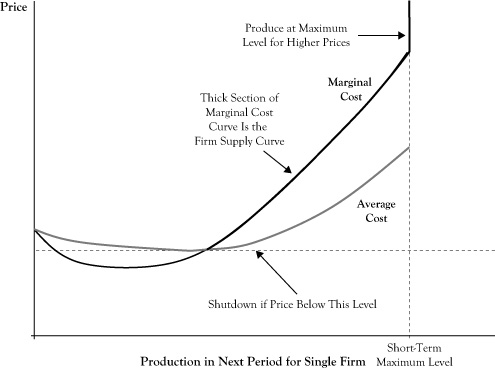 Price
Produce at Maximum
Level for Higher Prices
Marginal
Cost
Thick Section of
Marginal Cost
Curve Is the
Firm Supply Curve
Average
Cost
Shutdown if Price Below This Level
Short-Term
Production in Next Period for Single Firm Maximum Level